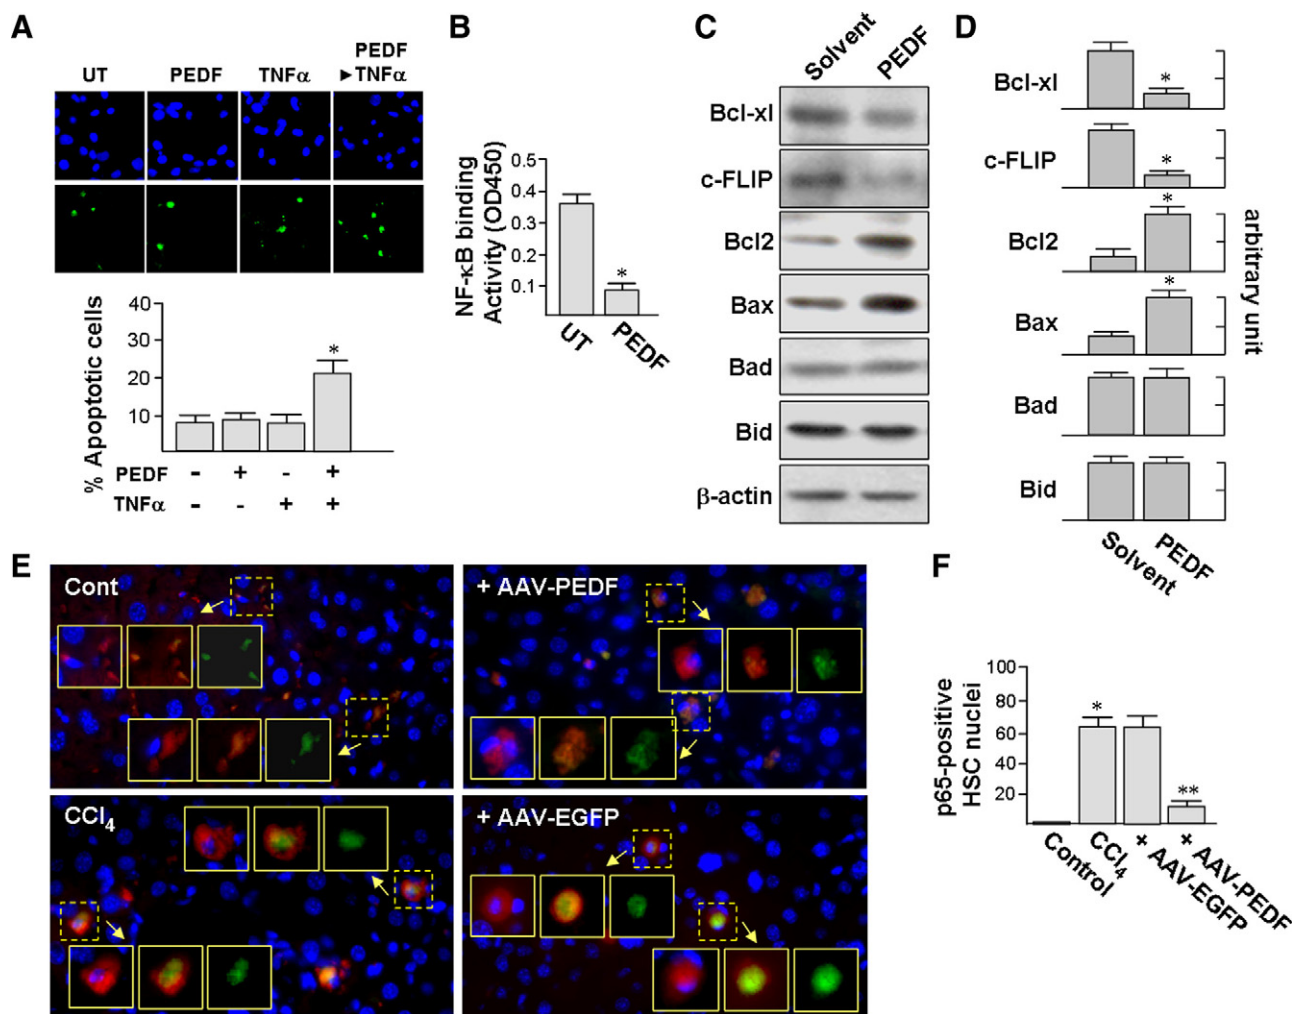 A
UT
PEDF
TNFα
PEDF
►TNFα
% Apoptotic cells
40
30
20
10
*
PEDF - + - +
TNFα - - + +
B
NF-κB binding
Activity (OD450)
0.5
0.4
0.3
0.2
0.1
*
UT
PEDF
C
Solvent
PEDF
Bcl-xl
c-FLIP
Bcl2
Bax
Bad
Bid
β-actin
D
Bcl-xl
*
c-FLIP
*
Bcl2
*
Bax
*
Bad
Bid
arbitrary unit
Solvent
PEDF
E
Cont
+ AAV-PEDF
CCl4
+ AAV-EGFP
F
p65-positive
HSC nuclei
100
80
60
40
20
*
**
Control
CCl4
+ AAV-EGFP
+ AAV-PEDF